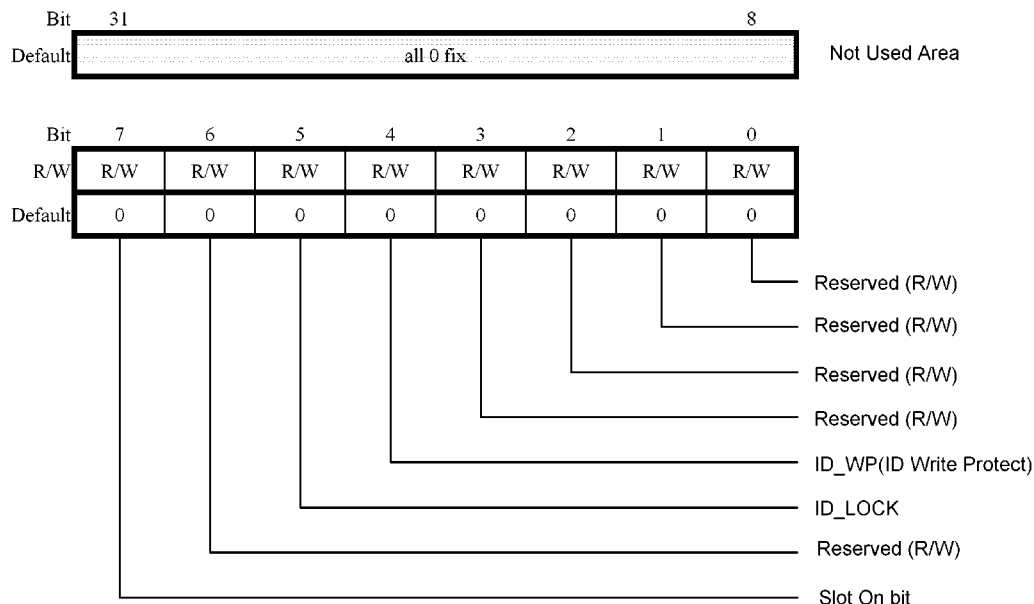 Bit 31 8
Default all 0 fix Not Used Area
Bit 7 6 5 4 3 2 1 0
R/W R/W R/W R/W R/W R/W R/W R/W R/W
Default 0 0 0 0 0 0 0 0
Reserved (R/W)
Reserved (R/W)
Reserved (R/W)
Reserved (R/W)
ID_WP(ID Write Protect)
ID_LOCK
Reserved (R/W)
Slot On bit